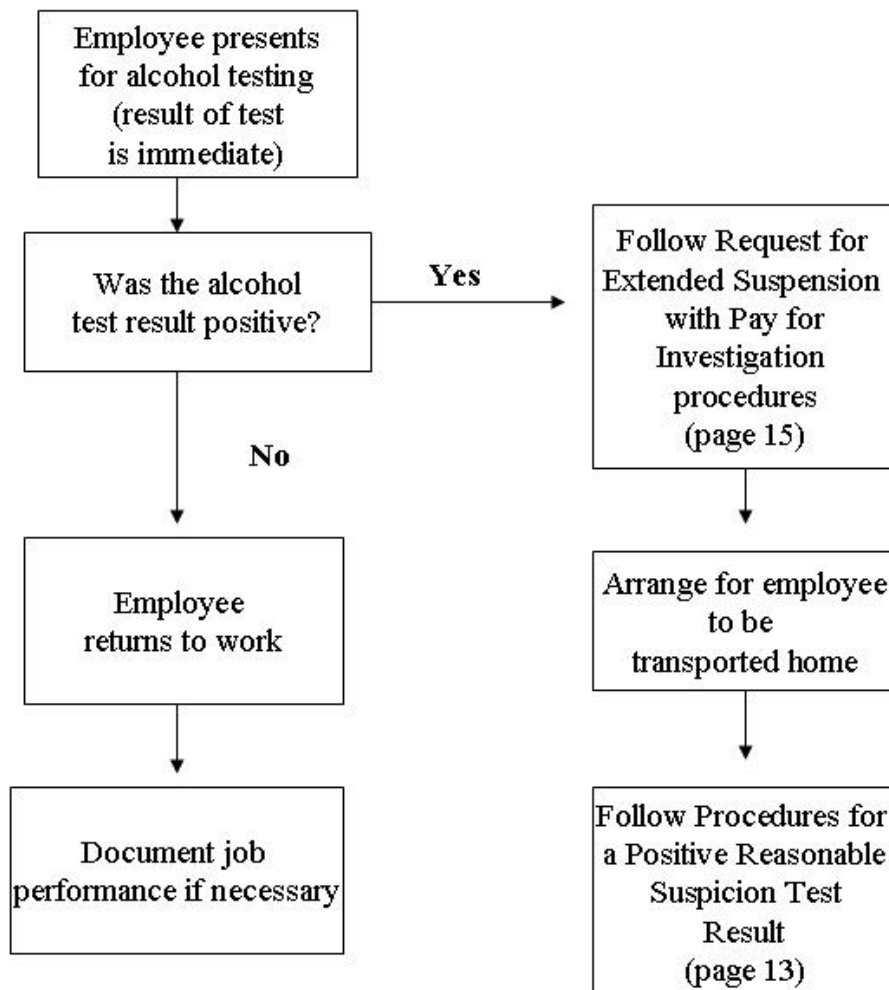 Employee presents
for alcohol testing
(result of test
is immediate)
Was the alcohol
test result positive?
Yes
No
Employee
returns to work
Document job
performance if necessary
Follow Request for
Extended Suspension
with Pay for
Investigation
procedures
(page 15)
Arrange for employee
to be
transported home
Follow Procedures for
a Positive Reasonable
Suspicion Test
Result
(page 13)